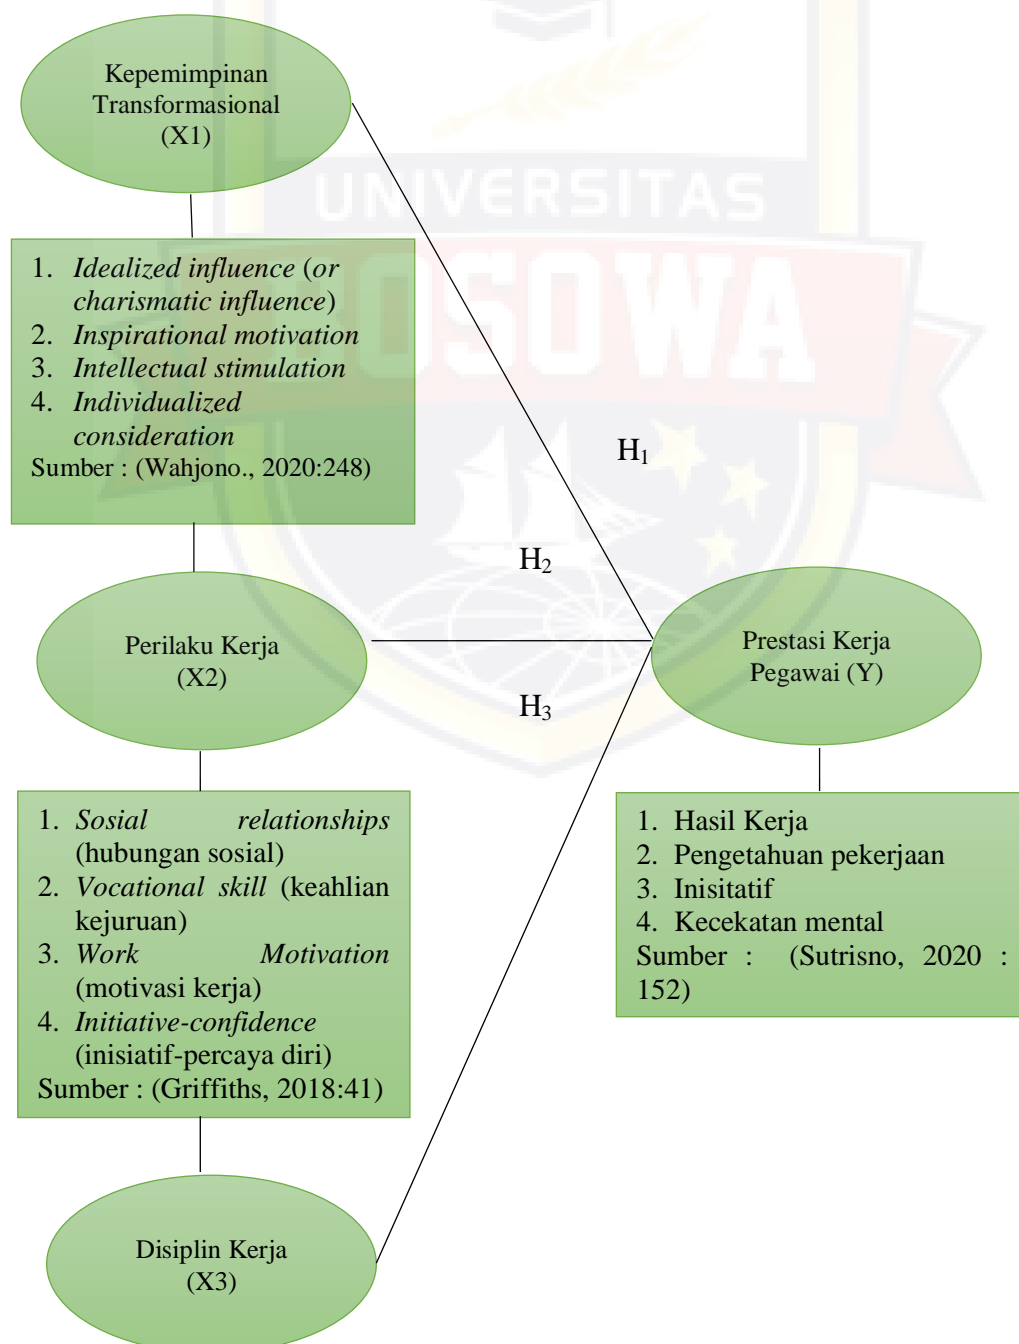 Kepemimpinan
Transformasional
(X1)
UNIVERSITAS
BOSOWA
1. Idealized influence (or
charismatic influence)
2. Inspirational motivation
3. Intellectual stimulation
4. Individualized
consideration
Sumber : (Wahjono., 2020:248)
H1
H2
Perilaku Kerja
(X2)
Prestasi Kerja
Pegawai (Y)
H3
1. Sosial relationships
(hubungan sosial)
2. Vocational skill (keahlian
kejuruan)
3. Work Motivation
(motivasi kerja)
4. Initiative-confidence
(inisiatif-percaya diri)
Sumber : (Griffiths, 2018:41)
1. Hasil Kerja
2. Pengetahuan pekerjaan
3. Inisitatif
4. Kecekatan mental
Sumber : (Sutrisno, 2020 :
152)
Disiplin Kerja
(X3)